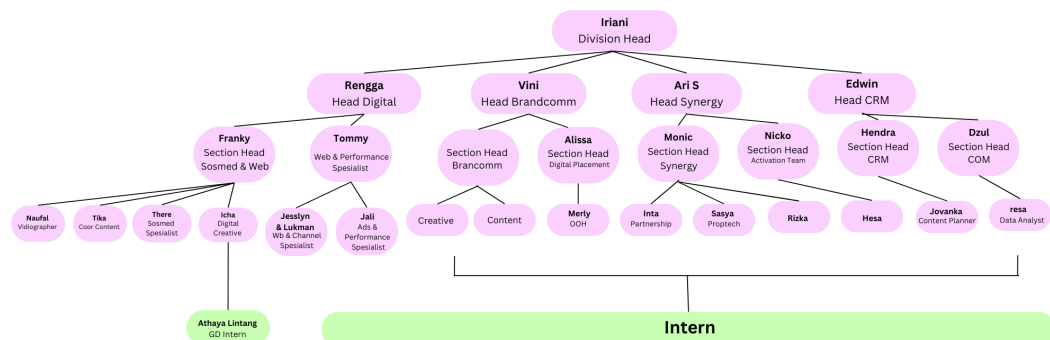 Iriani
Division Head
Rengga
Head Digital
Vini
Head Brandcomm
Ari S
Head Synergy
Edwin
Head CRM
Franky
Section Head
Sosmed & Web
Tommy
Web & Performance
Spesialist
Section Head
Brancomm
Alissa
Section Head
Digital Placement
Monic
Section Head
Synergy
Nicko
Section Head
Activation Team
Hendra
Section Head
CRM
Dzul
Section Head
COM
Naufal
Vidiographer
Tika
Coor Content
There
Sosmed
Spesialist
Icha
Digital
Creative
Jesslyn
& Lukman
Wb & Channel
Spesialist
Jali
Ads &
Performance
Spesialist
Creative
Content
Merly
OOH
Inta
Partnership
Sasya
Proptech
Rizka
Hesa
Jovanka
Content Planner
resa
Data Analyst
Athaya Lintang
GD Intern
Intern